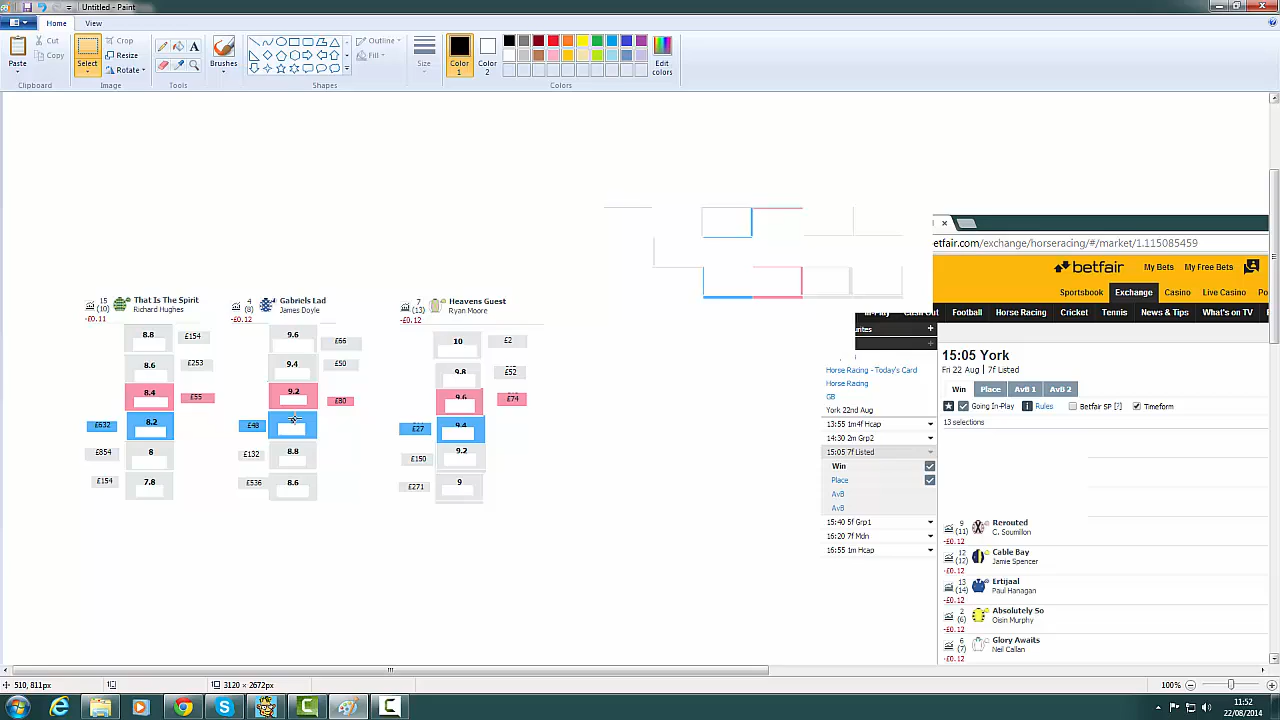 Untitled - Paint
Home
View
Paste
Cut
Copy
Clipboard
Select
Crop
Resize
Rotate
Image
Tools
Brushes
Shapes
Outline
Fill
Size
Color 1
Color 2
Edit colors
Colors
15 (10) That Is The Spirit
Richard Hughes
-£0.11
8.8 £154
8.6 £253
8.4 £55
£632 8.2
£854 8
£154 7.8
4 (8) Gabriels Lad
James Doyle
-£0.12
9.6 £66
9.4 £50
9.2 £80
£48
£132 8.8
£536 8.6
7 (13) Heavens Guest
Ryan Moore
-£0.12
10 £2
9.8 £52
9.6 £74
£27 9.4
£150 9.2
£271 9
etfair.com/exchange/horseracing/#/market/1.115085459
betfair
My Bets
My Free Bets
Sportsbook
Exchange
Casino
Live Casino
Po
Football
Horse Racing
Cricket
Tennis
News & Tips
What's on TV
Horse Racing - Today's Card
Horse Racing
GB
York 22nd Aug
13:55 1m4f Hcap
14:30 2m Grp2
15:05 7f Listed
Win
Place
AvB
AvB
15:40 5f Grp1
16:20 7f Mdn
16:55 1m Hcap
15:05 York
Fri 22 Aug | 7f Listed
Win
Place
AvB 1
AvB 2
Going In-Play
Rules
Betfair SP [?]
Timeform
13 selections
9 (11) Rerouted
C. Soumillon
-£0.12
12 (12) Cable Bay
Jamie Spencer
-£0.12
13 (14) Ertijaal
Paul Hanagan
-£0.12
2 (6) Absolutely So
Oisin Murphy
-£0.12
6 (7) Glory Awaits
Neil Callan
-£0.12
510, 811px
3120 × 2672px
100%
11:52
22/08/2014